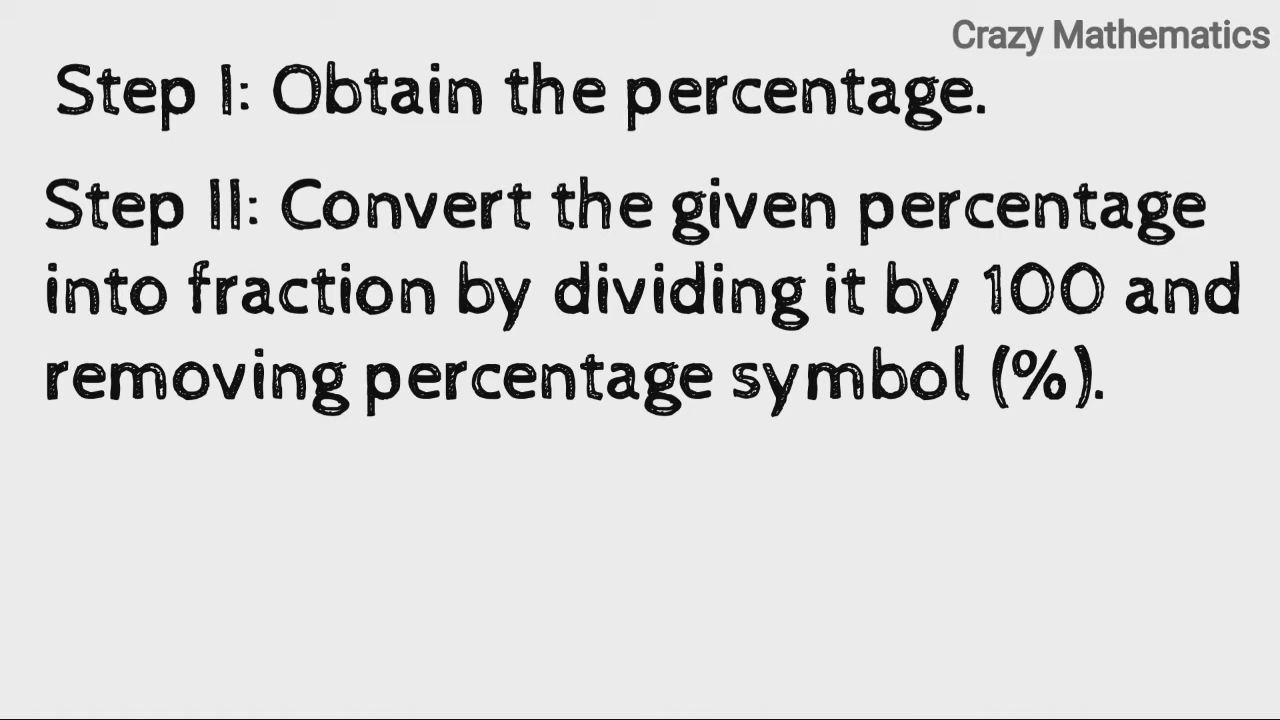 Crazy Mathematics
Step I: Obtain the percentage.
Step II: Convert the given percentage
into fraction by dividing it by 100 and
removing percentage symbol (%).